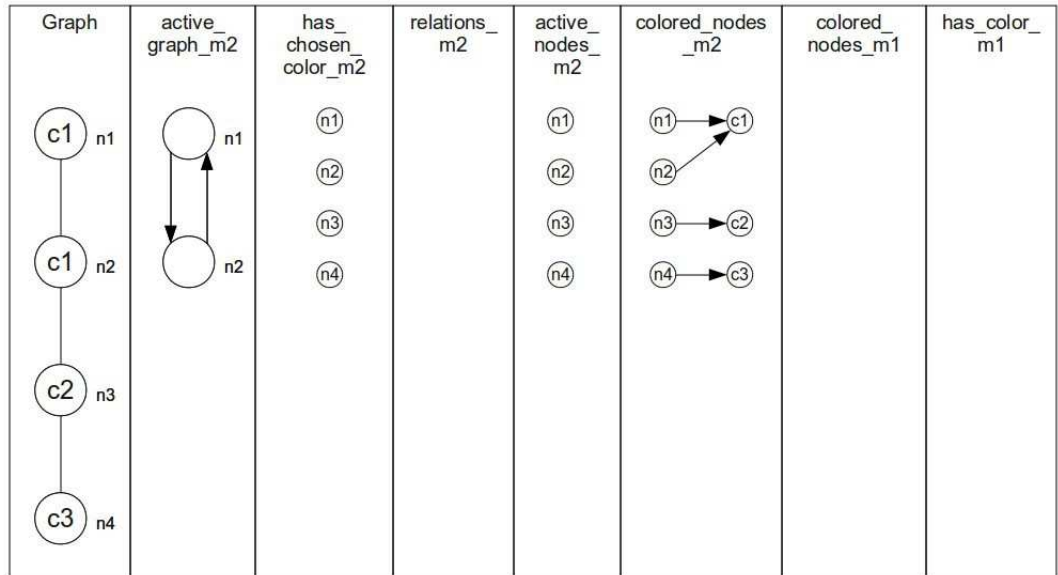 Graph
active_
graph_m2
has_
chosen_
color_m2
relations_
m2
active_
nodes_
m2
colored_nodes
_m2
colored_
nodes_m1
has_color_
m1
c1 n1
n1
n1
n1
n1 c1
n2
n2
n2
n3
n3
n3 c2
c1 n2
n2
n4
n4
n4 c3
c2 n3
c3 n4